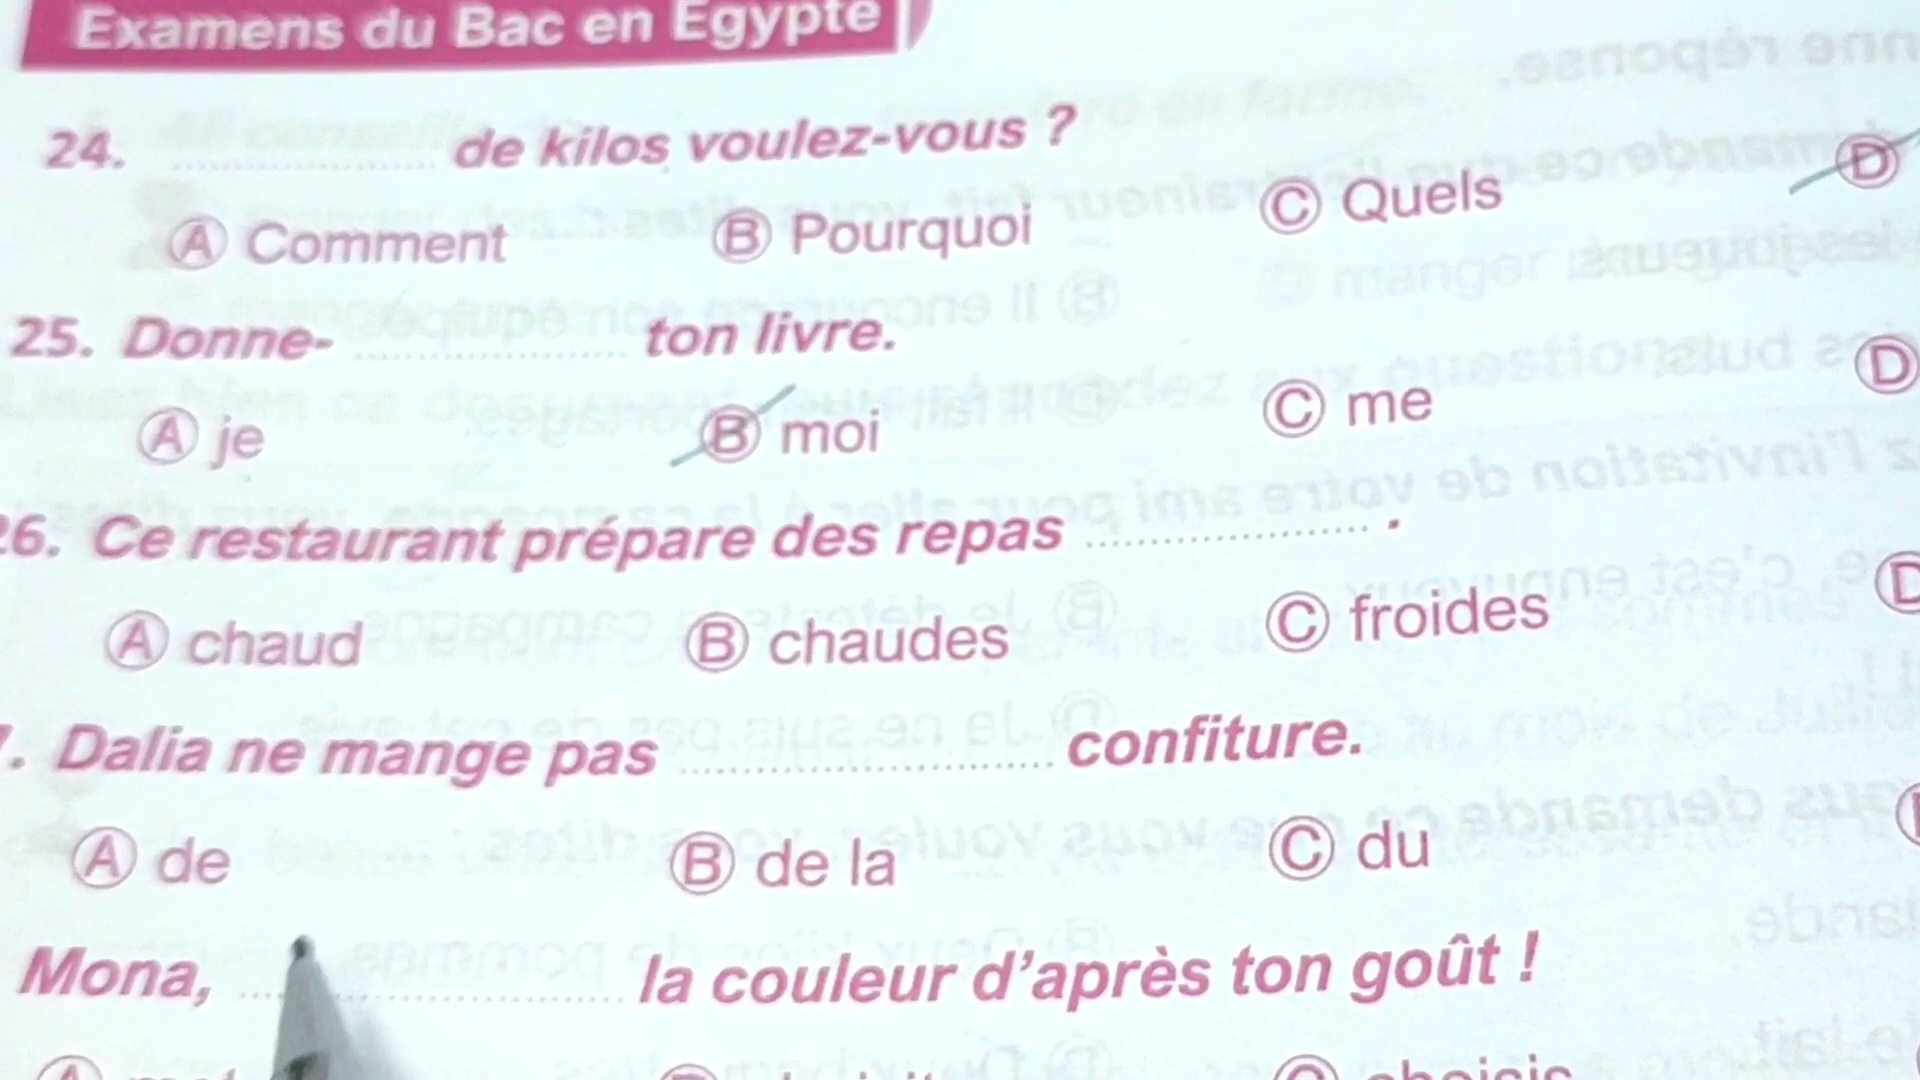 Examens du Bac en Egypte
24. .................... de kilos voulez-vous ?
A Comment B Pourquoi C Quels D
25. Donne- .................... ton livre.
A je B moi C me D
26. Ce restaurant prépare des repas .................... .
A chaud B chaudes C froides D
. Dalia ne mange pas .................... confiture.
A de B de la C du
Mona, .................... la couleur d'après ton goût !
choisis